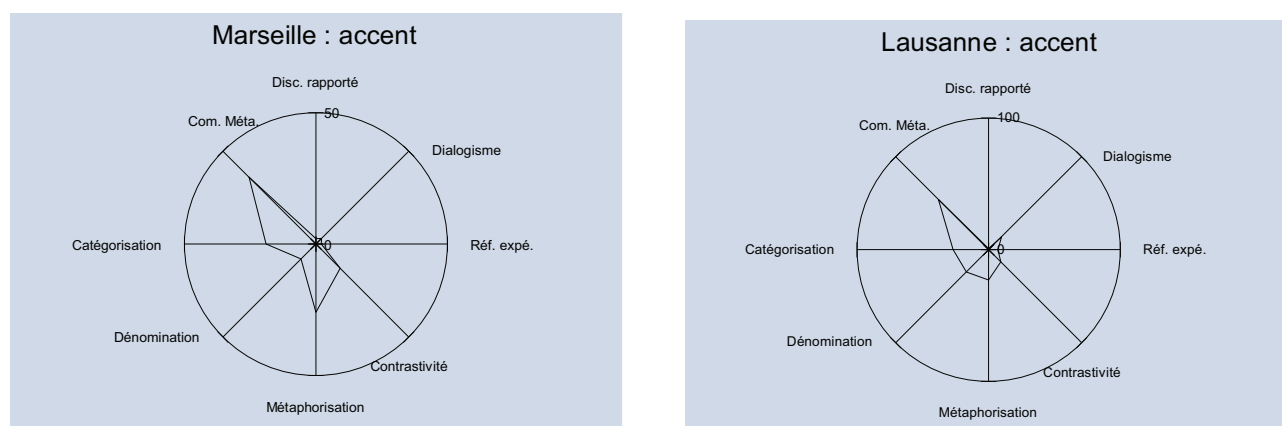 Marseille : accent
Disc. rapporté
Com. Méta.
50
Dialogisme
Catégorisation
0
Réf. expé.
Dénomination
Contrastivité
Métaphorisation
Lausanne : accent
Disc. rapporté
Com. Méta.
100
Dialogisme
Catégorisation
0
Réf. expé.
Dénomination
Contrastivité
Métaphorisation